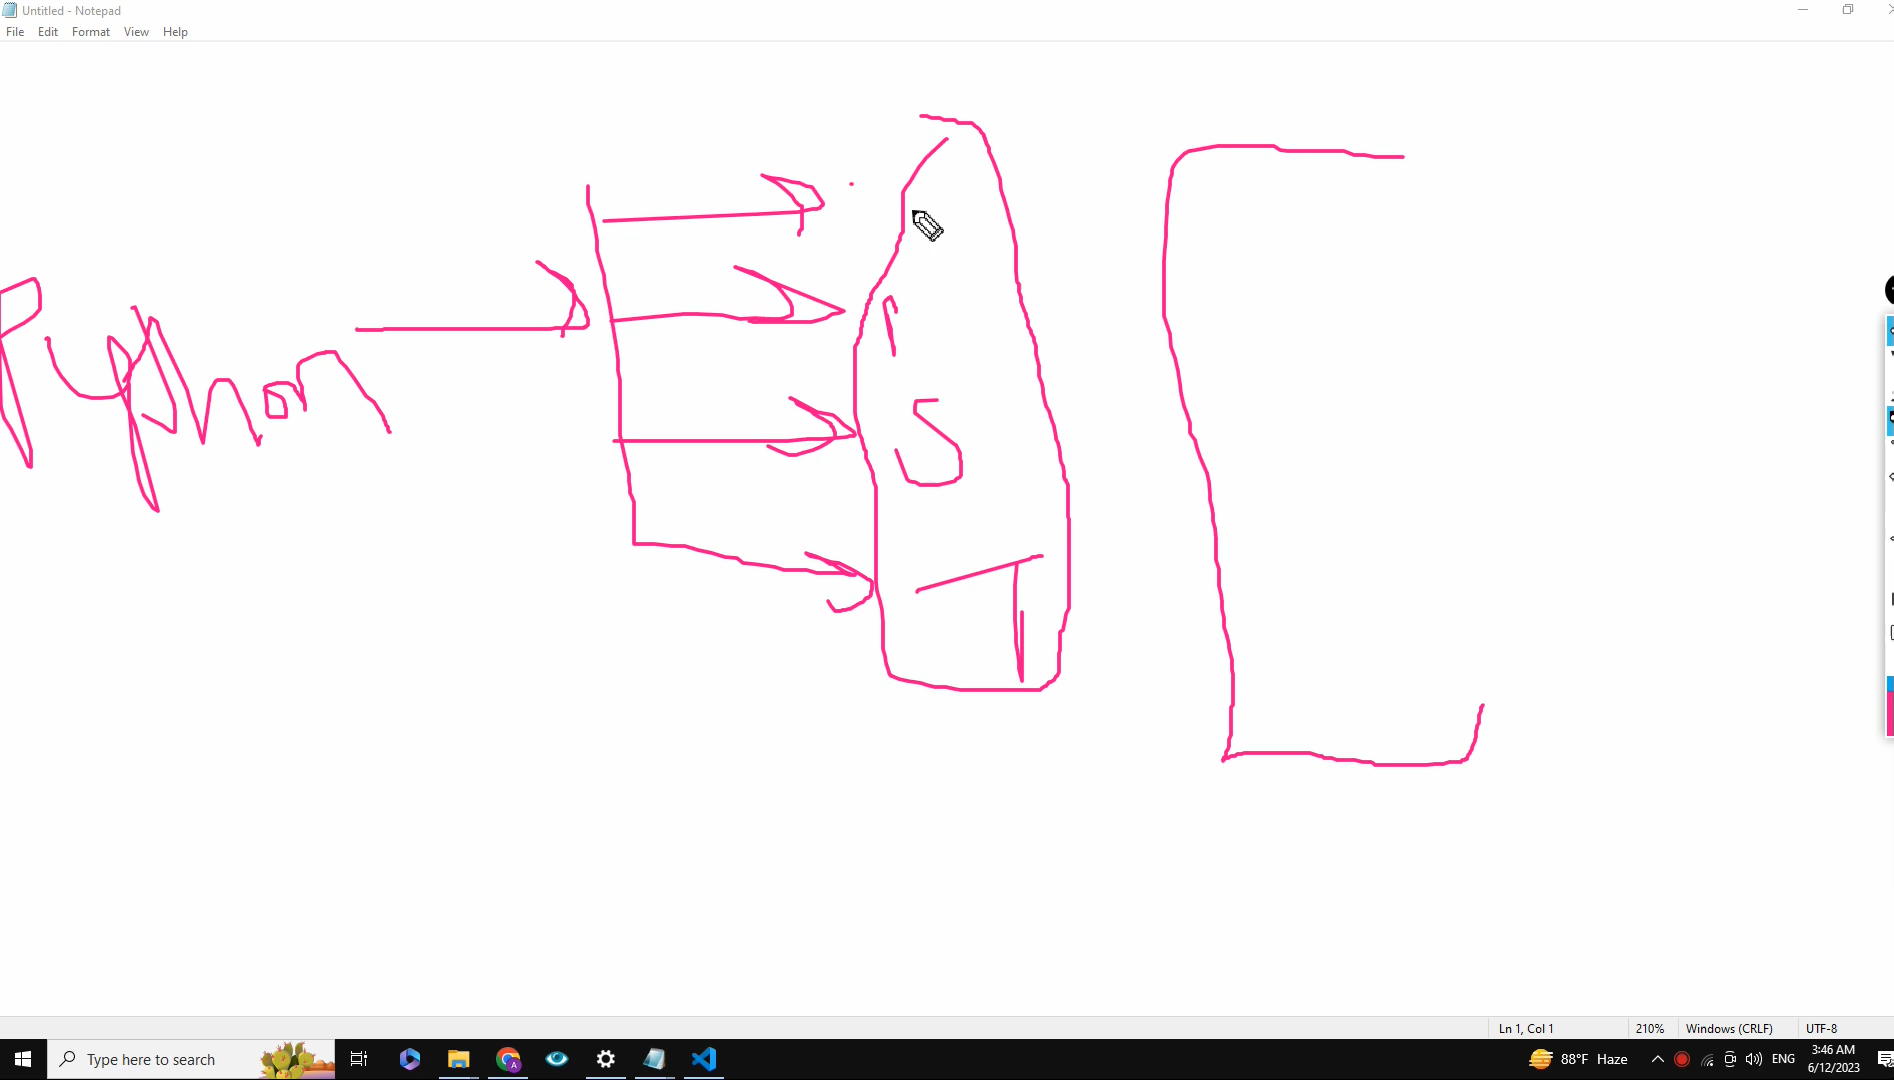 Untitled - Notepad
File Edit Format View Help
Python
S
T
Ln 1, Col 1 210% Windows (CRLF) UTF-8
Type here to search
88°F Haze ENG 3:46 AM
6/12/2023